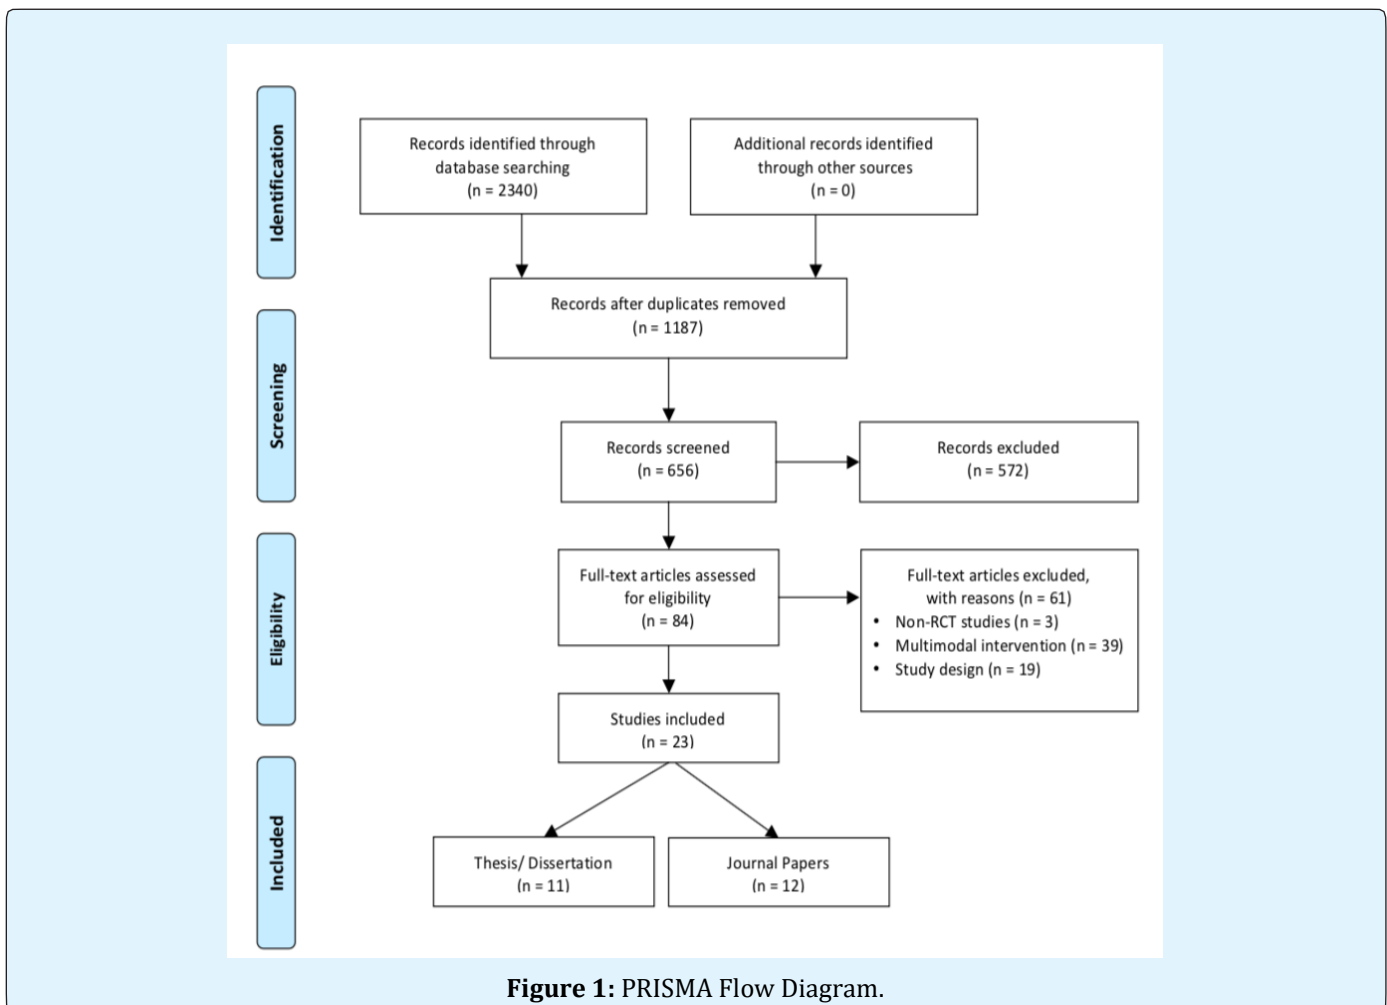 Identification
Records identified through
database searching
(n = 2340)
Additional records identified
through other sources
(n = 0)
Records after duplicates removed
(n = 1187)
Screening
Records screened
(n = 656)
Records excluded
(n = 572)
Eligibility
Full-text articles assessed
for eligibility
(n = 84)
Full-text articles excluded,
with reasons (n = 61)
• Non-RCT studies (n = 3)
• Multimodal intervention (n = 39)
• Study design (n = 19)
Studies included
(n = 23)
Included
Thesis/ Dissertation
(n = 11)
Journal Papers
(n = 12)
Figure 1: PRISMA Flow Diagram.